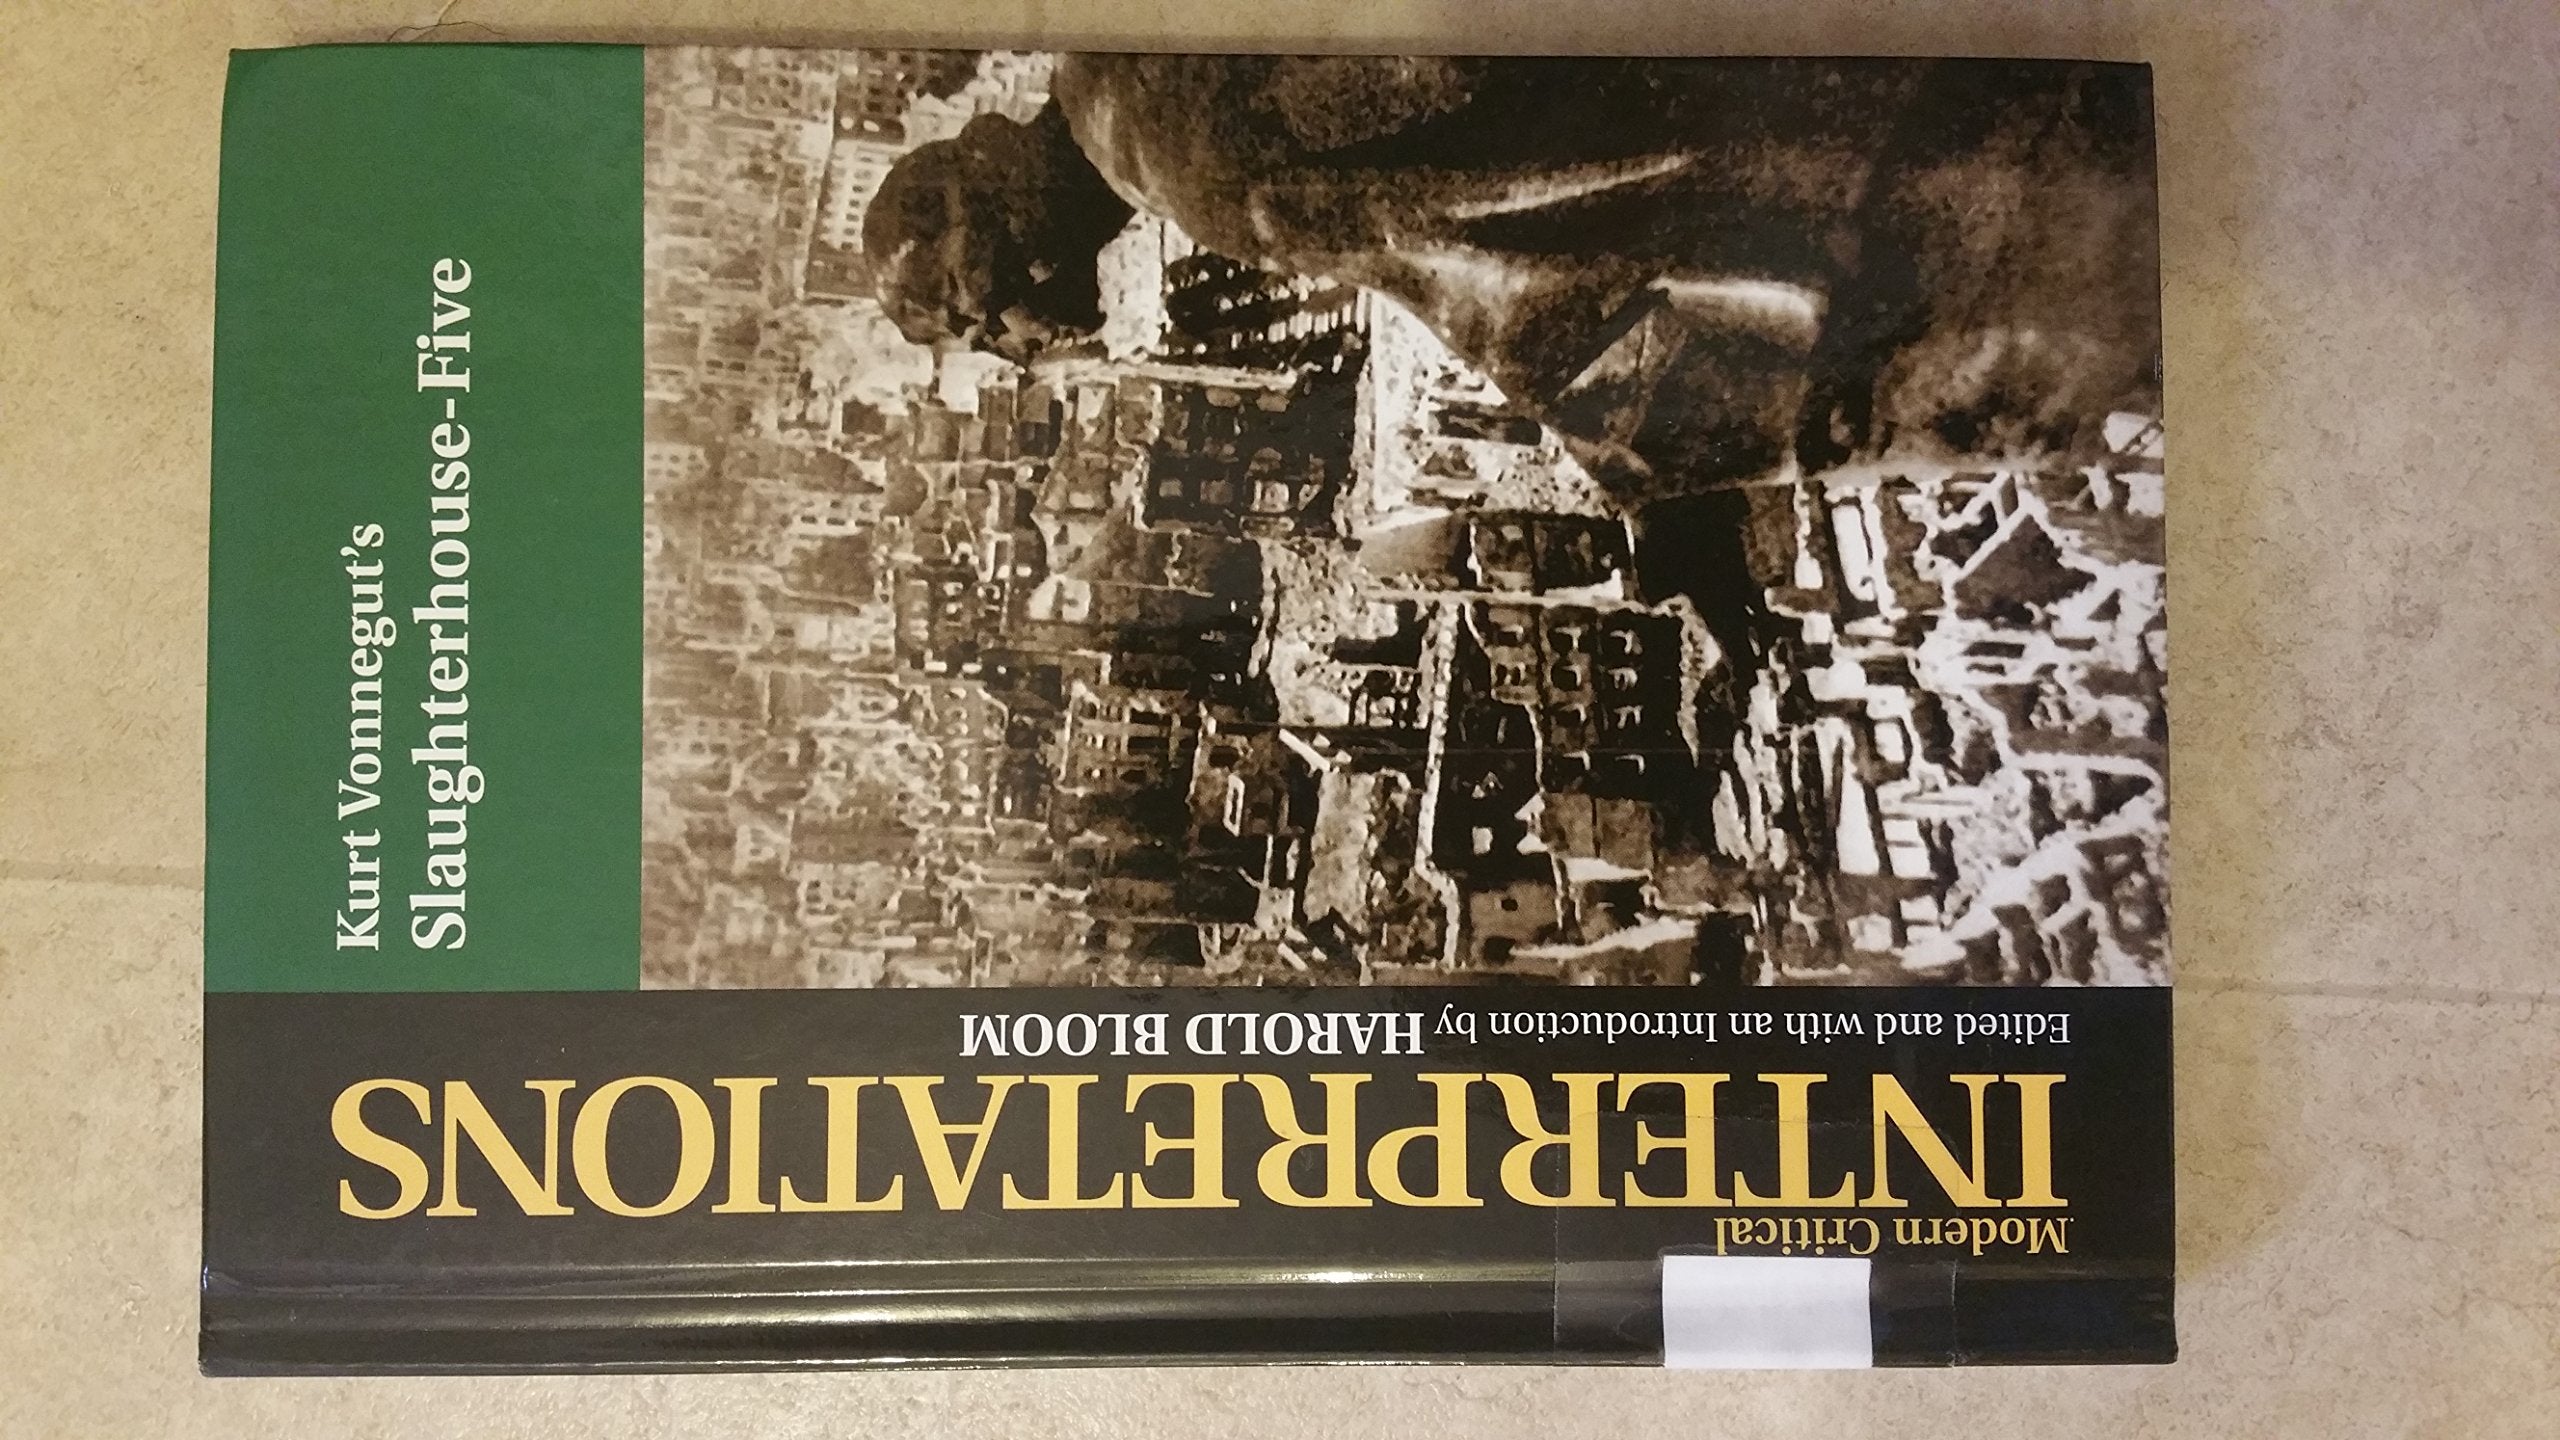 Kurt Vonnegut's
Slaughterhouse-Five
Modern Critical
INTERPRETATIONS
Edited and with an Introduction by HAROLD BLOOM